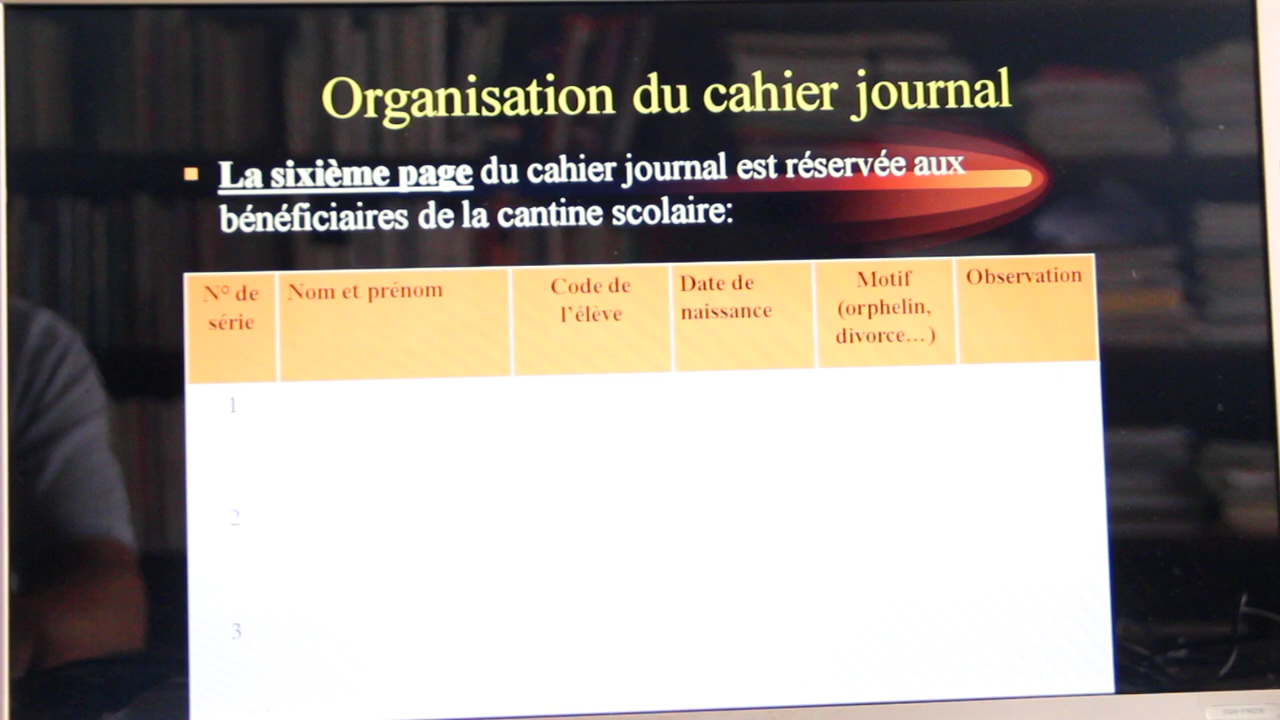 Organisation du cahier journal
La sixième page du cahier journal est réservée aux
bénéficiaires de la cantine scolaire:
N° de série
Nom et prénom
Code de l'élève
Date de naissance
Motif (orphelin, divorce...)
Observation
1
2
3